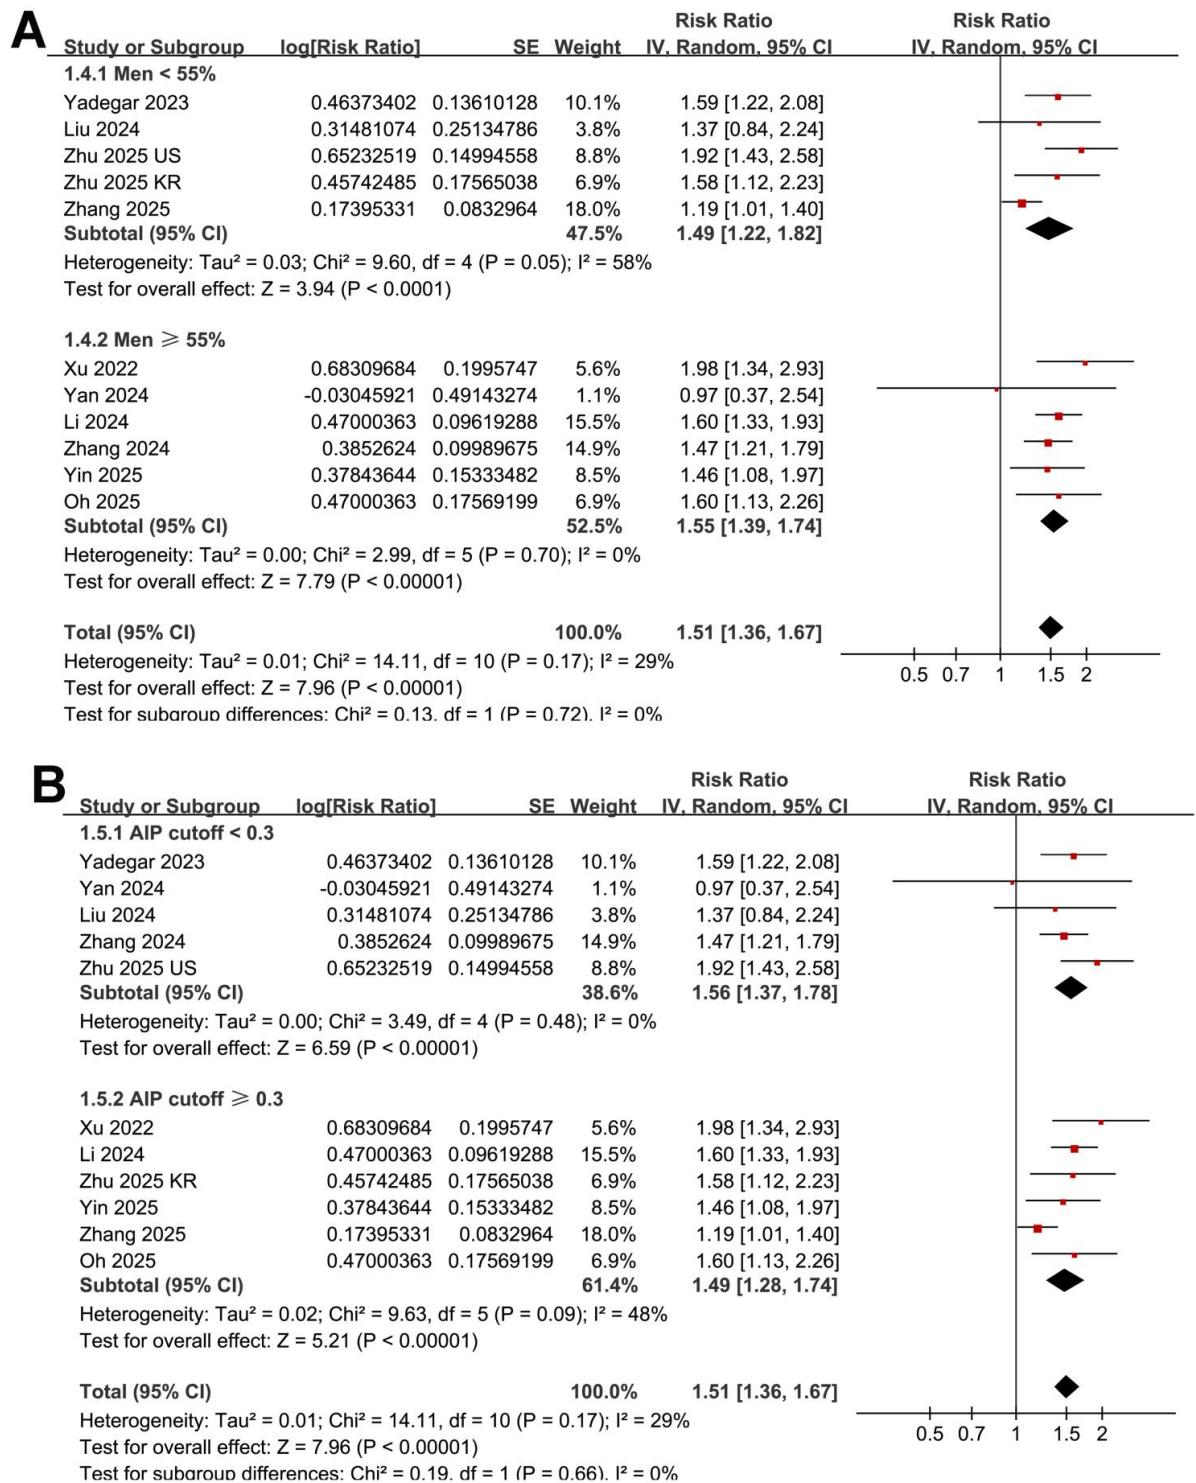 A
Risk Ratio Risk Ratio
Study or Subgroup log[Risk Ratio] SE Weight IV, Random, 95% CI IV, Random, 95% CI
1.4.1 Men < 55%
Yadegar 2023 0.46373402 0.13610128 10.1% 1.59 [1.22, 2.08]
Liu 2024 0.31481074 0.25134786 3.8% 1.37 [0.84, 2.24]
Zhu 2025 US 0.65232519 0.14994558 8.8% 1.92 [1.43, 2.58]
Zhu 2025 KR 0.45742485 0.17565038 6.9% 1.58 [1.12, 2.23]
Zhang 2025 0.17395331 0.0832964 18.0% 1.19 [1.01, 1.40]
Subtotal (95% CI) 47.5% 1.49 [1.22, 1.82]
Heterogeneity: Tau² = 0.03; Chi² = 9.60, df = 4 (P = 0.05); I² = 58%
Test for overall effect: Z = 3.94 (P < 0.0001)
1.4.2 Men ≥ 55%
Xu 2022 0.68309684 0.1995747 5.6% 1.98 [1.34, 2.93]
Yan 2024 -0.03045921 0.49143274 1.1% 0.97 [0.37, 2.54]
Li 2024 0.47000363 0.09619288 15.5% 1.60 [1.33, 1.93]
Zhang 2024 0.3852624 0.09989675 14.9% 1.47 [1.21, 1.79]
Yin 2025 0.37843644 0.15333482 8.5% 1.46 [1.08, 1.97]
Oh 2025 0.47000363 0.17569199 6.9% 1.60 [1.13, 2.26]
Subtotal (95% CI) 52.5% 1.55 [1.39, 1.74]
Heterogeneity: Tau² = 0.00; Chi² = 2.99, df = 5 (P = 0.70); I² = 0%
Test for overall effect: Z = 7.79 (P < 0.00001)
Total (95% CI) 100.0% 1.51 [1.36, 1.67]
Heterogeneity: Tau² = 0.01; Chi² = 14.11, df = 10 (P = 0.17); I² = 29%
Test for overall effect: Z = 7.96 (P < 0.00001)
Test for subgroup differences: Chi² = 0.13, df = 1 (P = 0.72), I² = 0%
0.5 0.7 1 1.5 2
B
Risk Ratio Risk Ratio
Study or Subgroup log[Risk Ratio] SE Weight IV, Random, 95% CI IV, Random, 95% CI
1.5.1 AIP cutoff < 0.3
Yadegar 2023 0.46373402 0.13610128 10.1% 1.59 [1.22, 2.08]
Yan 2024 -0.03045921 0.49143274 1.1% 0.97 [0.37, 2.54]
Liu 2024 0.31481074 0.25134786 3.8% 1.37 [0.84, 2.24]
Zhang 2024 0.3852624 0.09989675 14.9% 1.47 [1.21, 1.79]
Zhu 2025 US 0.65232519 0.14994558 8.8% 1.92 [1.43, 2.58]
Subtotal (95% CI) 38.6% 1.56 [1.37, 1.78]
Heterogeneity: Tau² = 0.00; Chi² = 3.49, df = 4 (P = 0.48); I² = 0%
Test for overall effect: Z = 6.59 (P < 0.00001)
1.5.2 AIP cutoff ≥ 0.3
Xu 2022 0.68309684 0.1995747 5.6% 1.98 [1.34, 2.93]
Li 2024 0.47000363 0.09619288 15.5% 1.60 [1.33, 1.93]
Zhu 2025 KR 0.45742485 0.17565038 6.9% 1.58 [1.12, 2.23]
Yin 2025 0.37843644 0.15333482 8.5% 1.46 [1.08, 1.97]
Zhang 2025 0.17395331 0.0832964 18.0% 1.19 [1.01, 1.40]
Oh 2025 0.47000363 0.17569199 6.9% 1.60 [1.13, 2.26]
Subtotal (95% CI) 61.4% 1.49 [1.28, 1.74]
Heterogeneity: Tau² = 0.02; Chi² = 9.63, df = 5 (P = 0.09); I² = 48%
Test for overall effect: Z = 5.21 (P < 0.00001)
Total (95% CI) 100.0% 1.51 [1.36, 1.67]
Heterogeneity: Tau² = 0.01; Chi² = 14.11, df = 10 (P = 0.17); I² = 29%
Test for overall effect: Z = 7.96 (P < 0.00001)
Test for subgroup differences: Chi² = 0.19, df = 1 (P = 0.66), I² = 0%
0.5 0.7 1 1.5 2